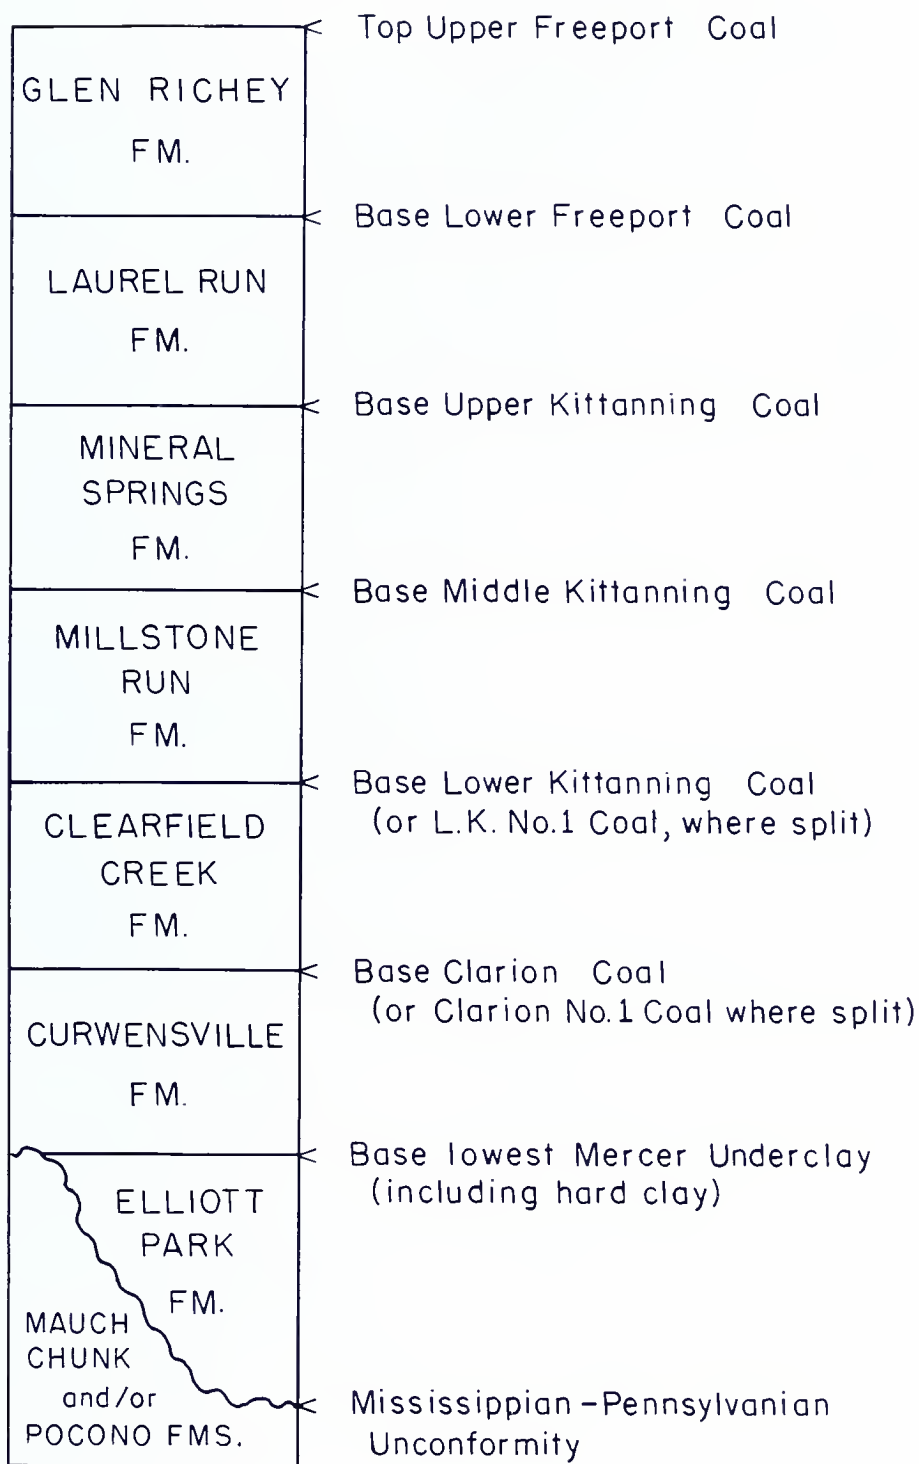 Top Upper Freeport Coal
GLEN RICHEY
FM.
Base Lower Freeport Coal
LAUREL RUN
FM.
Base Upper Kittanning Coal
MINERAL
SPRINGS
FM.
Base Middle Kittanning Coal
MILLSTONE
RUN
FM.
Base Lower Kittanning Coal
(or L.K. No.1 Coal, where split)
CLEARFIELD
CREEK
FM.
Base Clarion Coal
(or Clarion No.1 Coal where split)
CURWENSVILLE
FM.
Base lowest Mercer Underclay
(including hard clay)
ELLIOTT
PARK
FM.
MAUCH
CHUNK
and/or
POCONO FMS.
Mississippian-Pennsylvanian
Unconformity